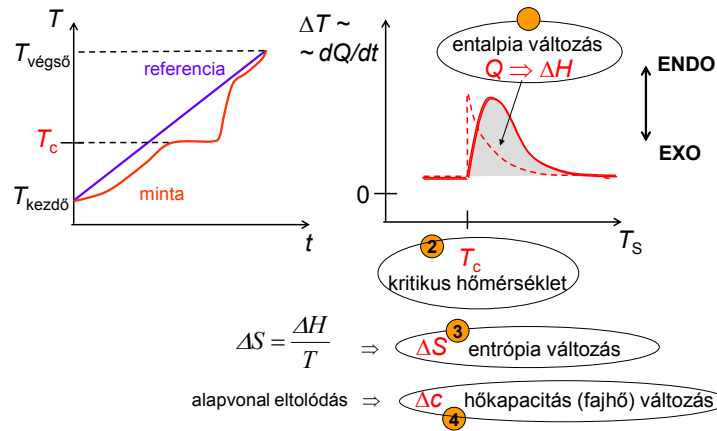 T
T végső
referencia
T c
minta
T kezdő
t
ΔT ~
~ dQ/dt
entalpia változás
Q ⇒ ΔH
ENDO
EXO
0
T S
2
T c
kritikus hőmérséklet
ΔS = ΔH / T ⇒ ΔS 3 entrópia változás
alapvonal eltolódás ⇒ Δc hőkapacitás (fajhő) változás
4